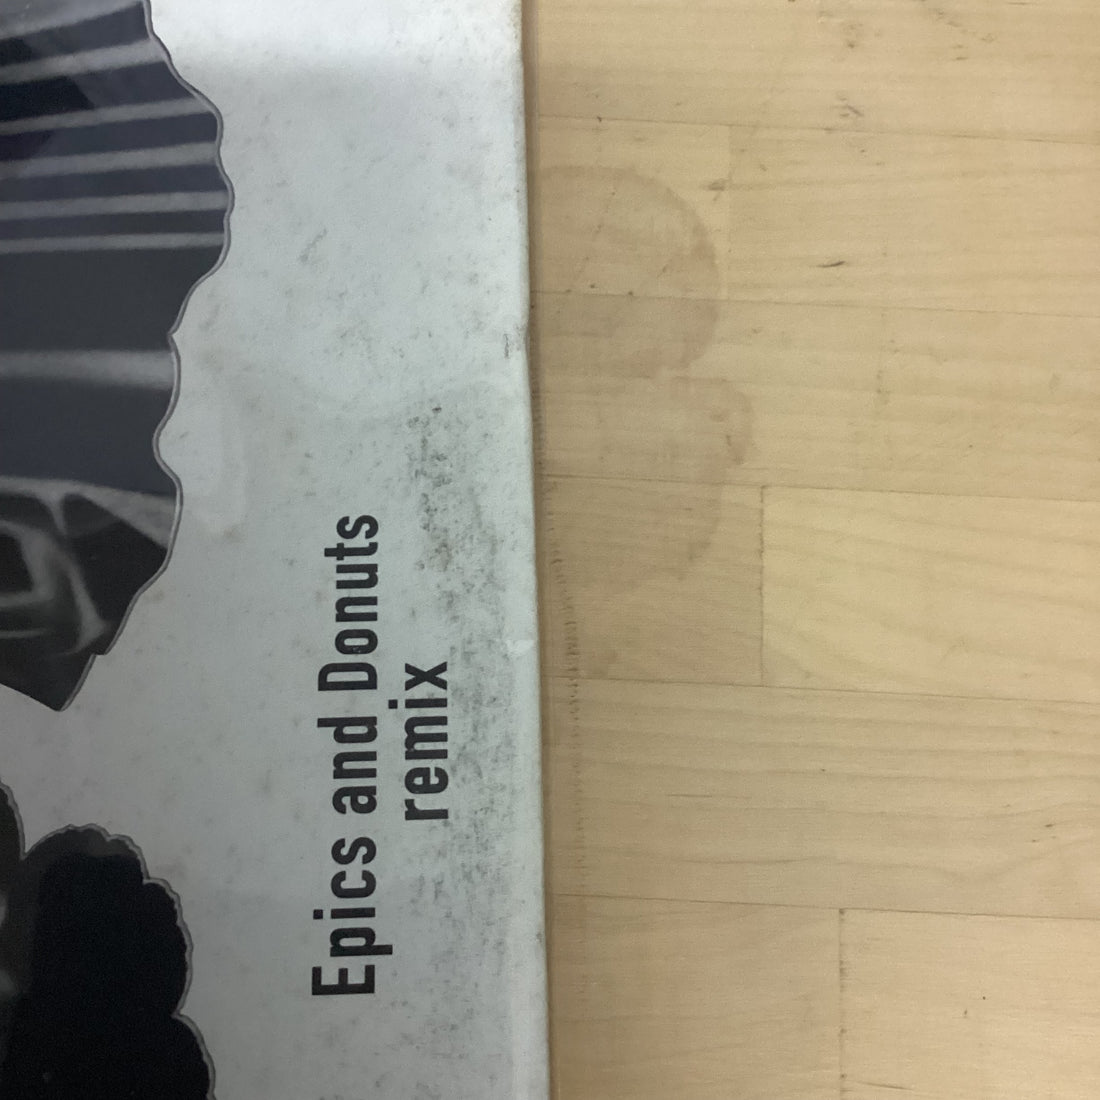 Epics and Donuts
remix